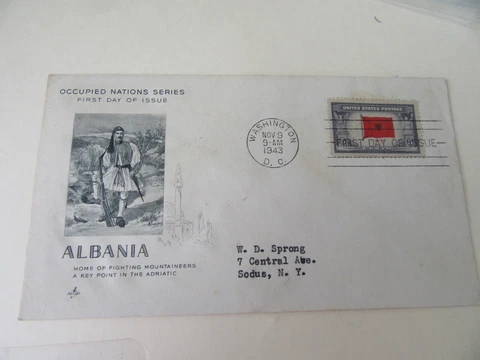 OCCUPIED NATIONS SERIES
FIRST DAY OF ISSUE
ALBANIA
HOME OF FIGHTING MOUNTAINEERS
A KEY POINT IN THE ADRIATIC
WASHINGTON
NOV 9
9-AM
1943
D. C.
UNITED STATES POSTAGE
FIRST DAY OF ISSUE
W. D. Sprong
7 Central Ave.
Sodus, N. Y.